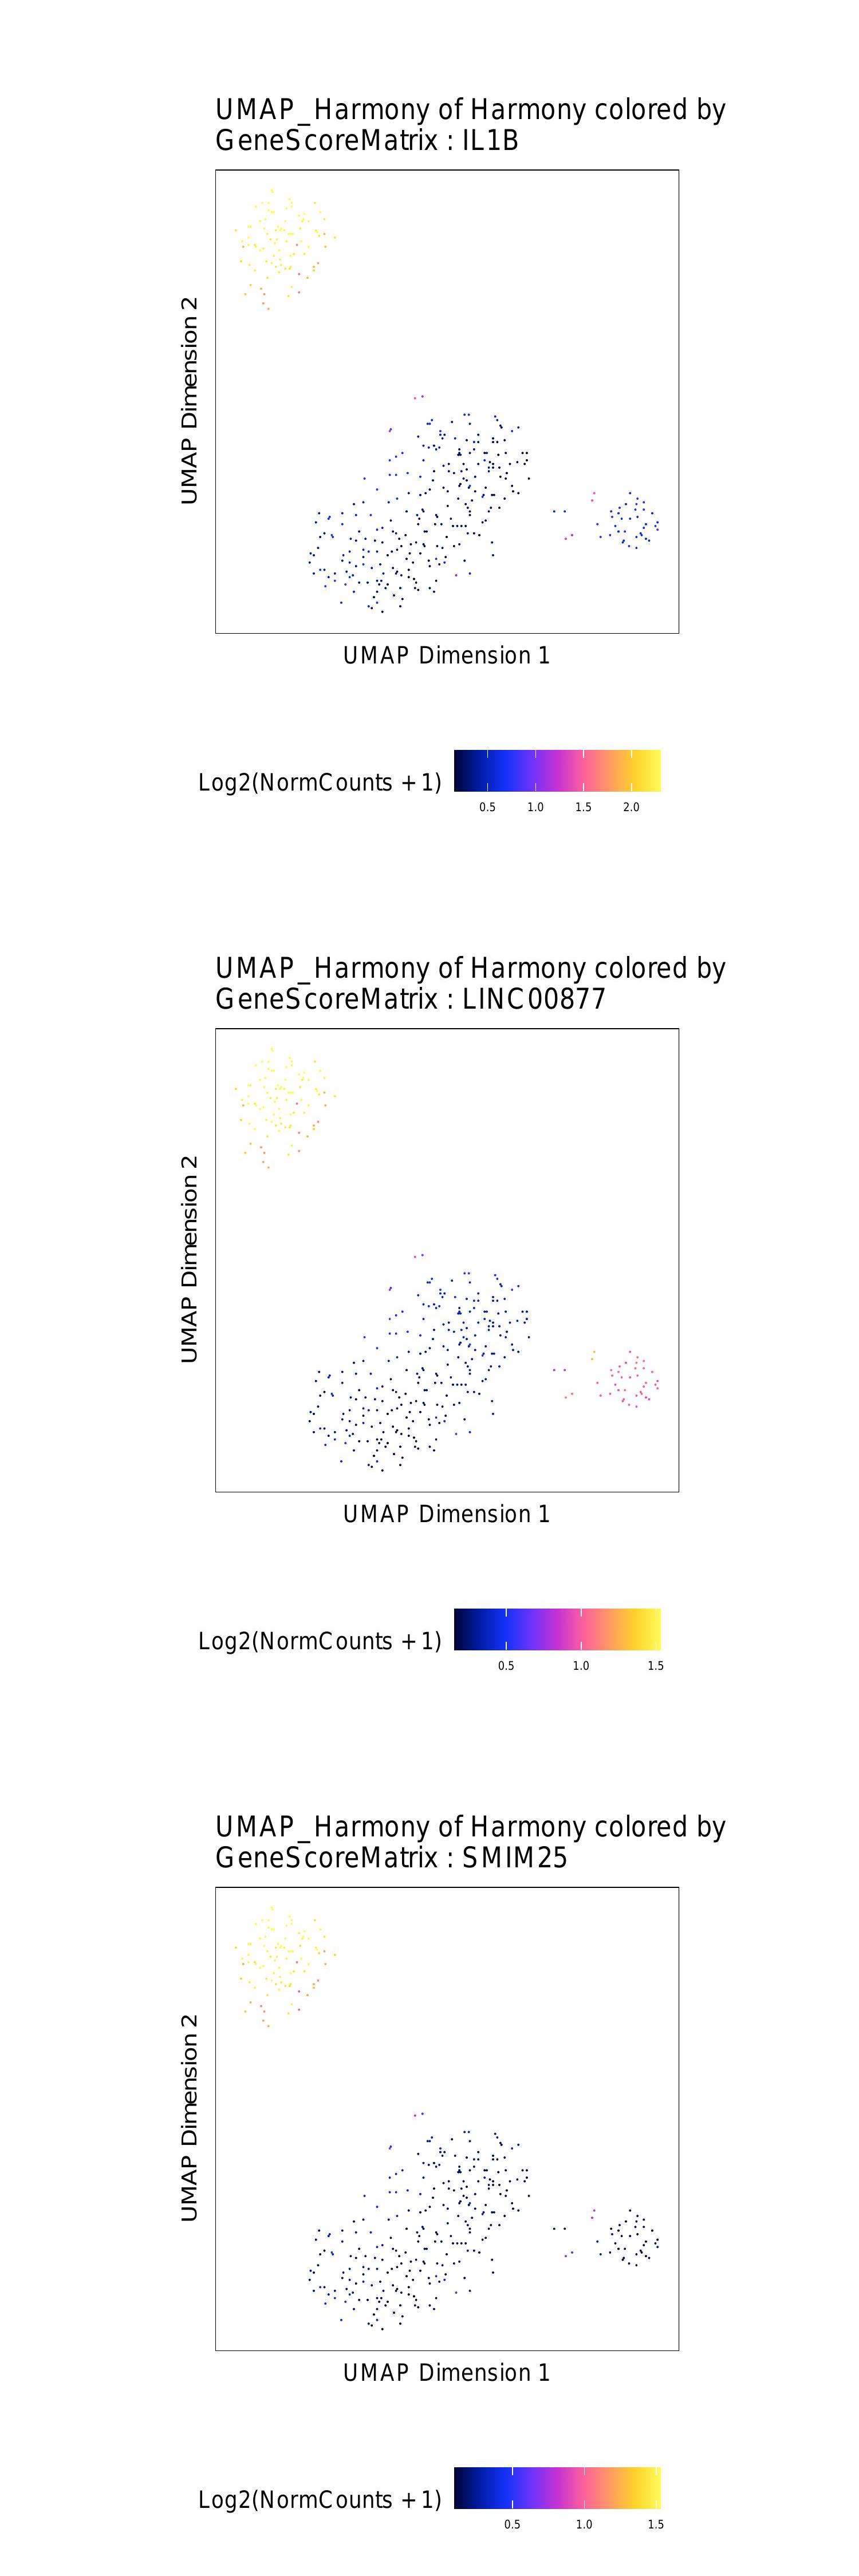 UMAP_Harmony of Harmony colored by
GeneScoreMatrix : IL1B
UMAP Dimension 2
UMAP Dimension 1
Log2(NormCounts +1)
0.5 1.0 1.5 2.0
UMAP_Harmony of Harmony colored by
GeneScoreMatrix : LINC00877
UMAP Dimension 2
UMAP Dimension 1
Log2(NormCounts +1)
0.5 1.0 1.5
UMAP_Harmony of Harmony colored by
GeneScoreMatrix : SMIM25
UMAP Dimension 2
UMAP Dimension 1
Log2(NormCounts +1)
0.5 1.0 1.5